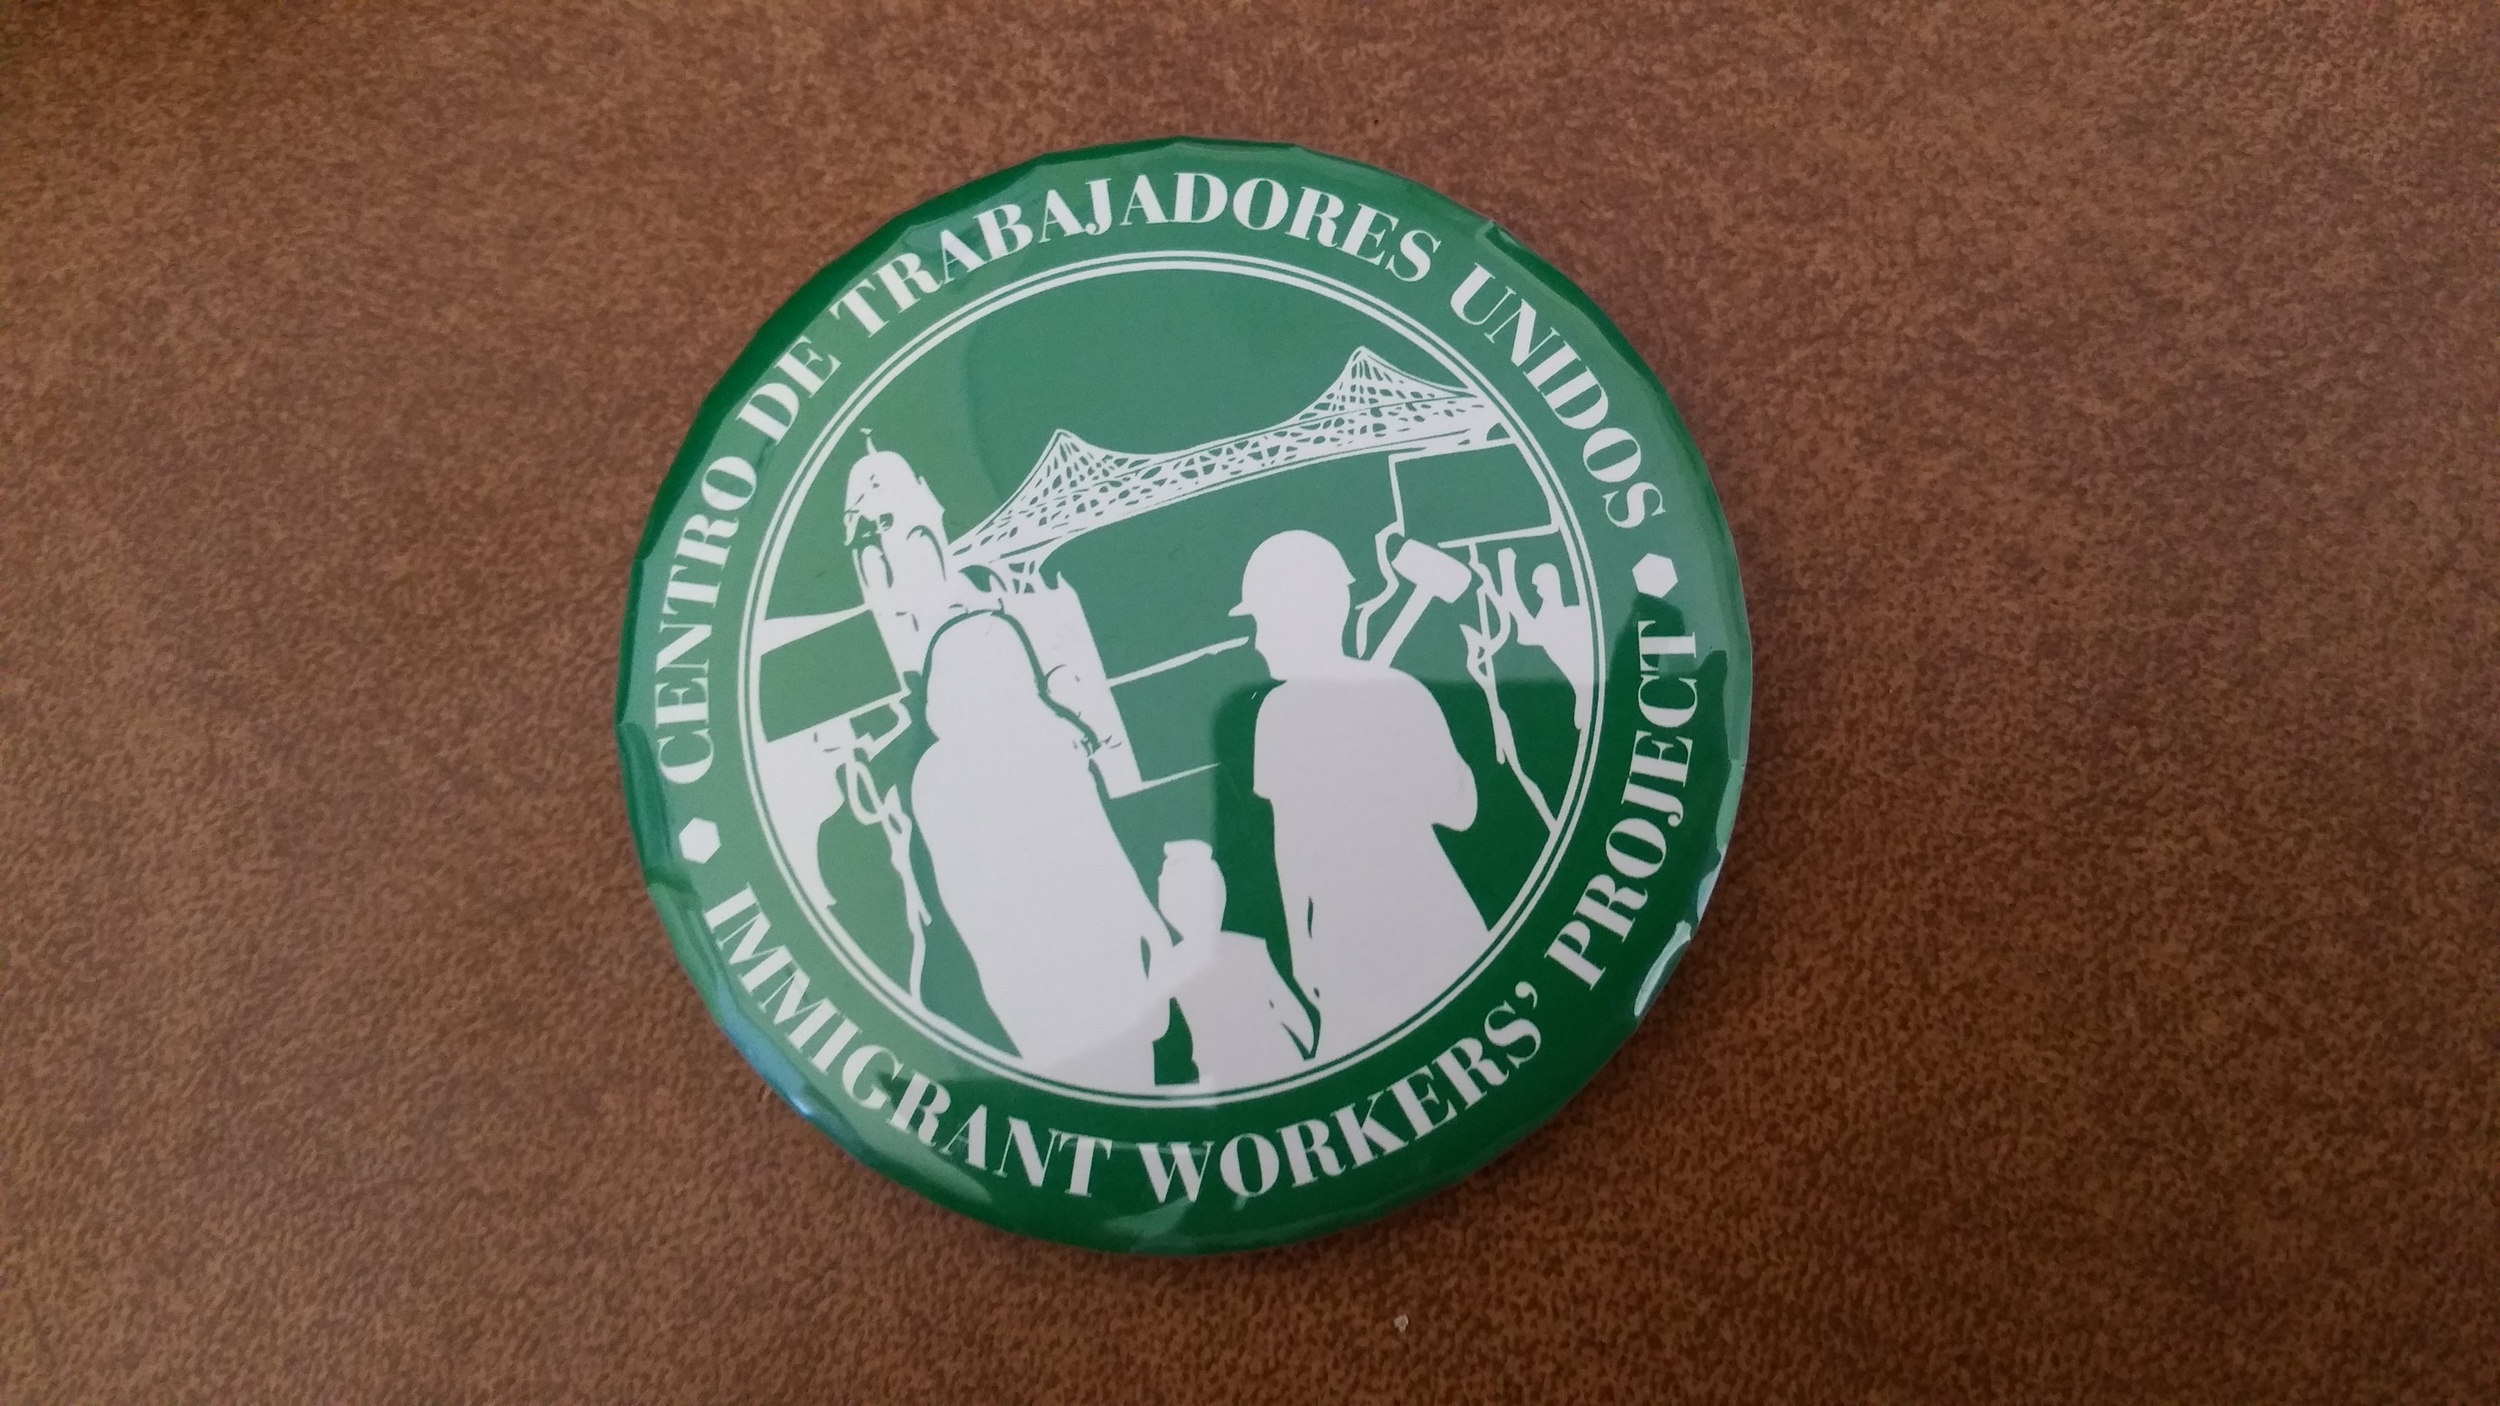 CENTRO DE TRABAJADORES UNIDOS
IMMIGRANT WORKERS' PROJECT